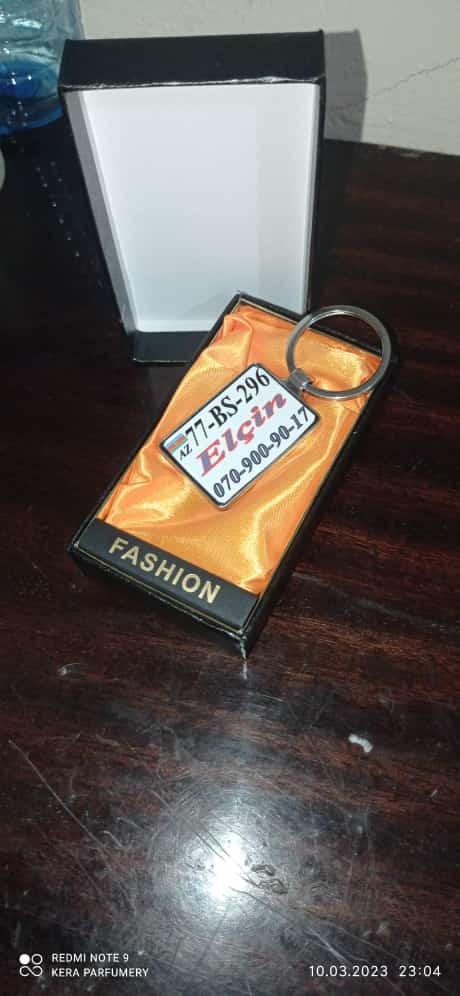 AZ 77-BS-296
Elçin
070-900-90-17
FASHION
REDMI NOTE 9
KERA PARFUMERY
10.03.2023 23:04